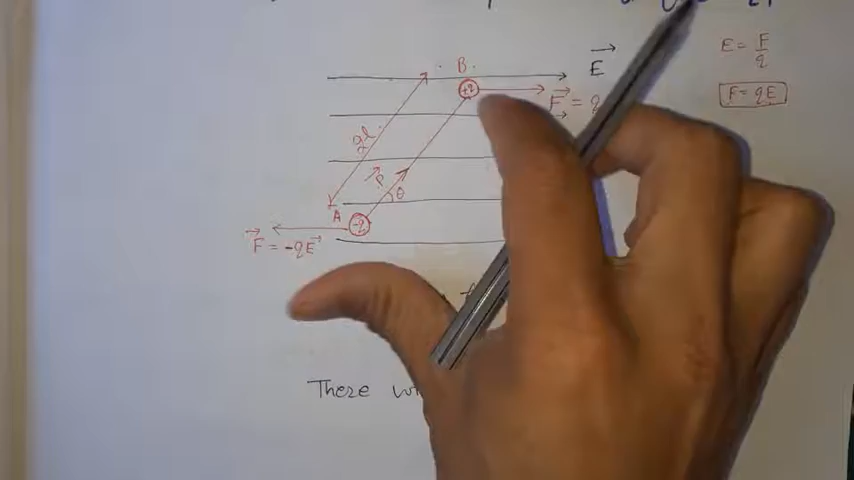 E = F/q
F = qE
B
E
+q
F = q
2l
P
θ
A
-q
F = -qE
There